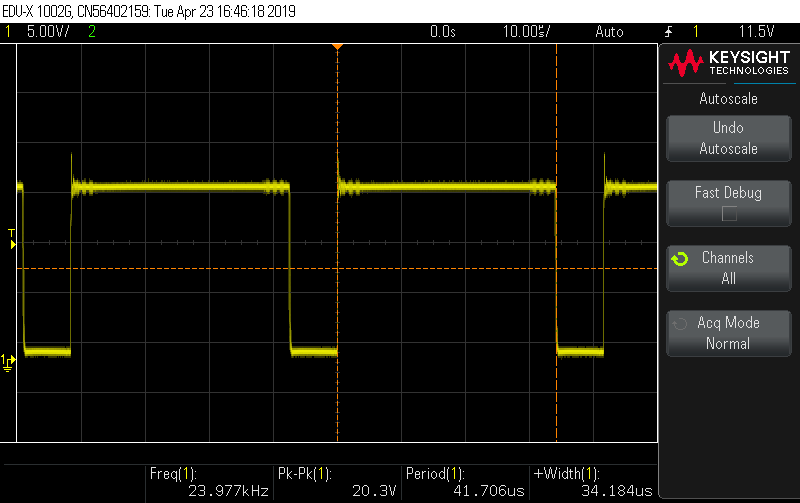 EDU-X 1002G, CN56402159: Tue Apr 23 16:46:18 2019
1 5.00V/ 2 0.0s 10.00us/ Auto 1 11.5V
KEYSIGHT
TECHNOLOGIES
Autoscale
Undo
Autoscale
Fast Debug
Channels
All
Acq Mode
Normal
T
1
Freq(1): Pk-Pk(1): Period(1): +Width(1):
23.977kHz 20.3V 41.706us 34.184us